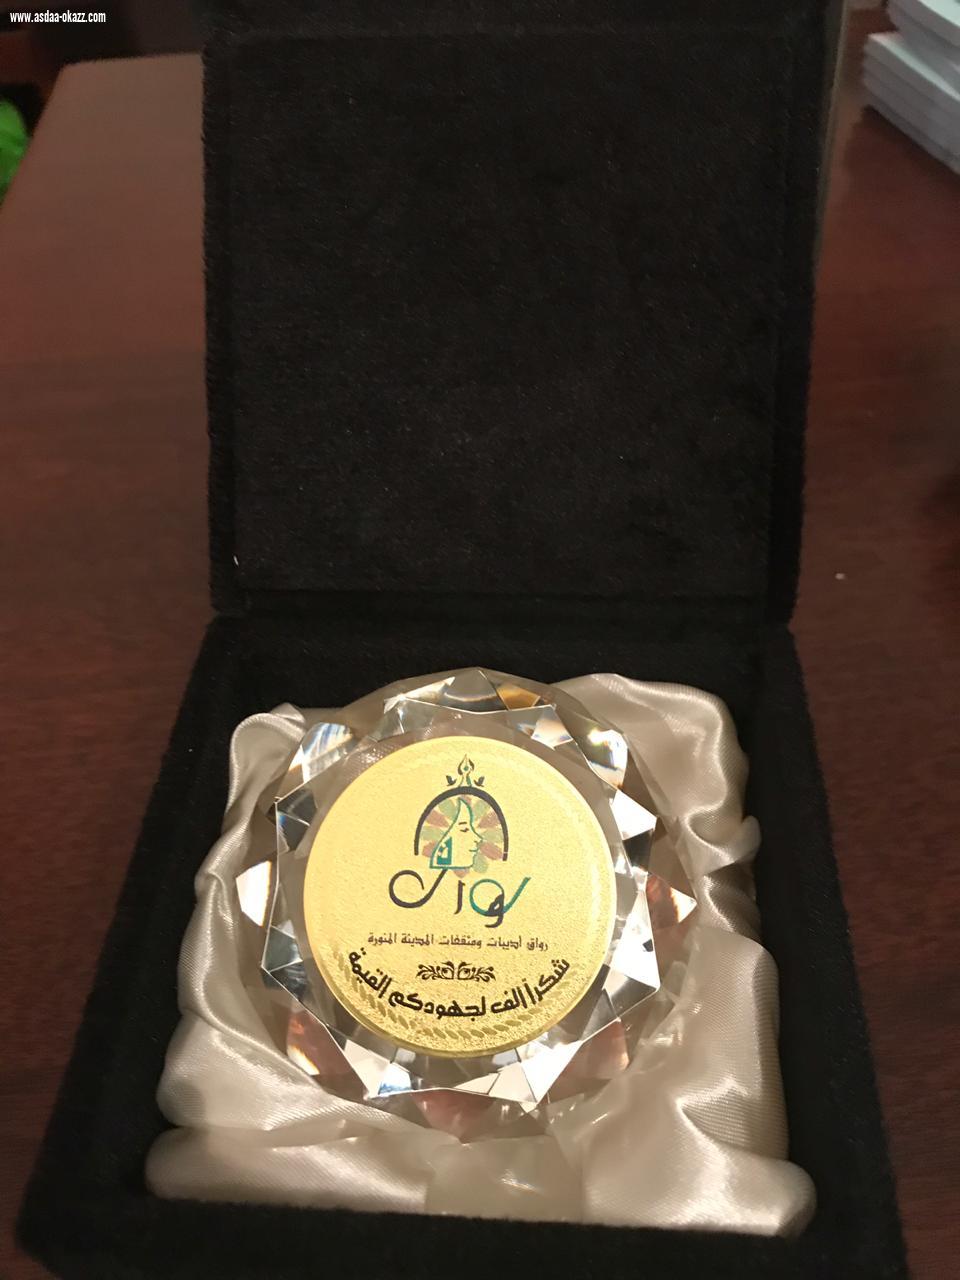 www.asdaa-okazz.com
رواق
رواق أديبات ومثقفات المدينة المنورة
شكراً ألف لجهودكم القيمة